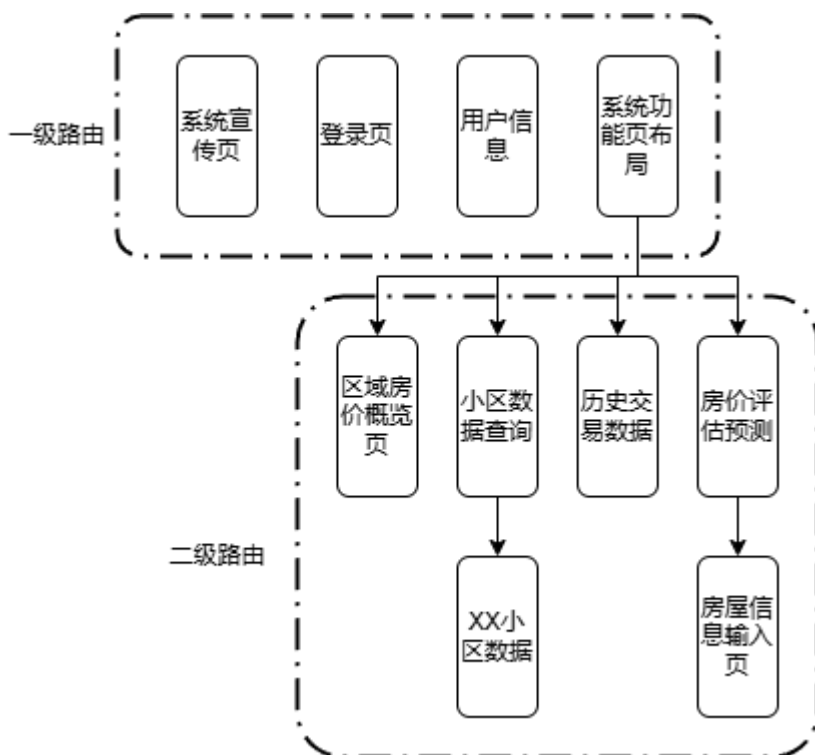 一级路由
系统宣
传页
登录页
用户信
息
系统功
能页布
局
二级路由
区域房
价概览
页
小区数
据查询
历史交
易数据
房价评
估预测
XX小
区数据
房屋信
息输入
页